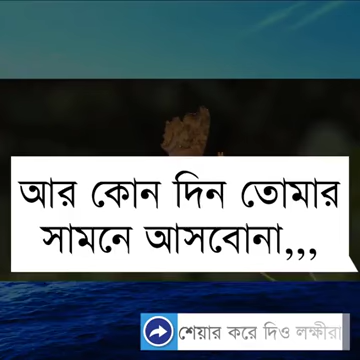 আর কোন দিন তোমার
সামনে আসবোনা,,,
শেয়ার করে দিও লক্ষীরা